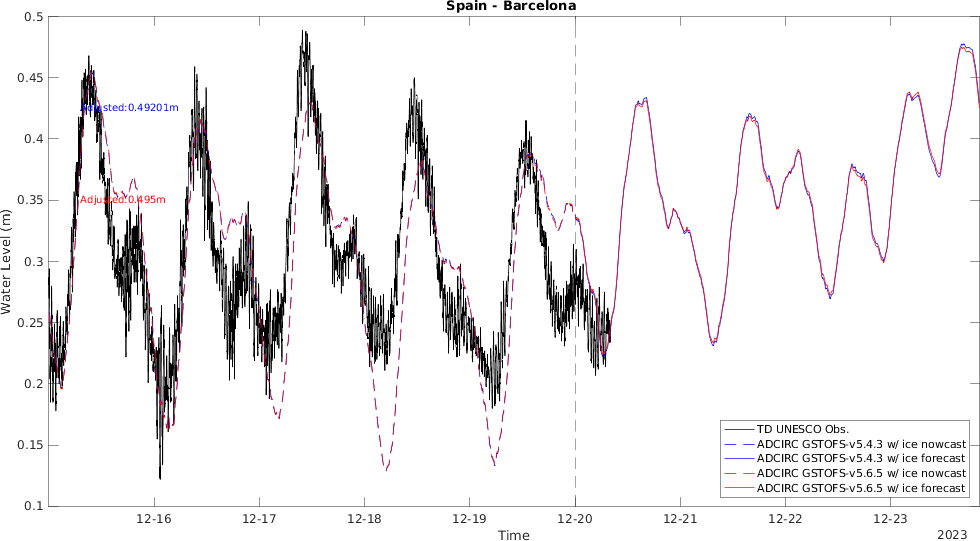 Spain - Barcelona
0.5
0.45
0.4
0.35
0.3
0.25
0.2
0.15
0.1
Water Level (m)
Adjusted:0.49201m
Adjusted:0.495m
TD UNESCO Obs.
ADCIRC GSTOFS-v5.4.3 w/ ice nowcast
ADCIRC GSTOFS-v5.4.3 w/ ice forecast
ADCIRC GSTOFS-v5.6.5 w/ ice nowcast
ADCIRC GSTOFS-v5.6.5 w/ ice forecast
12-16 12-17 12-18 12-19 12-20 12-21 12-22 12-23
Time
2023